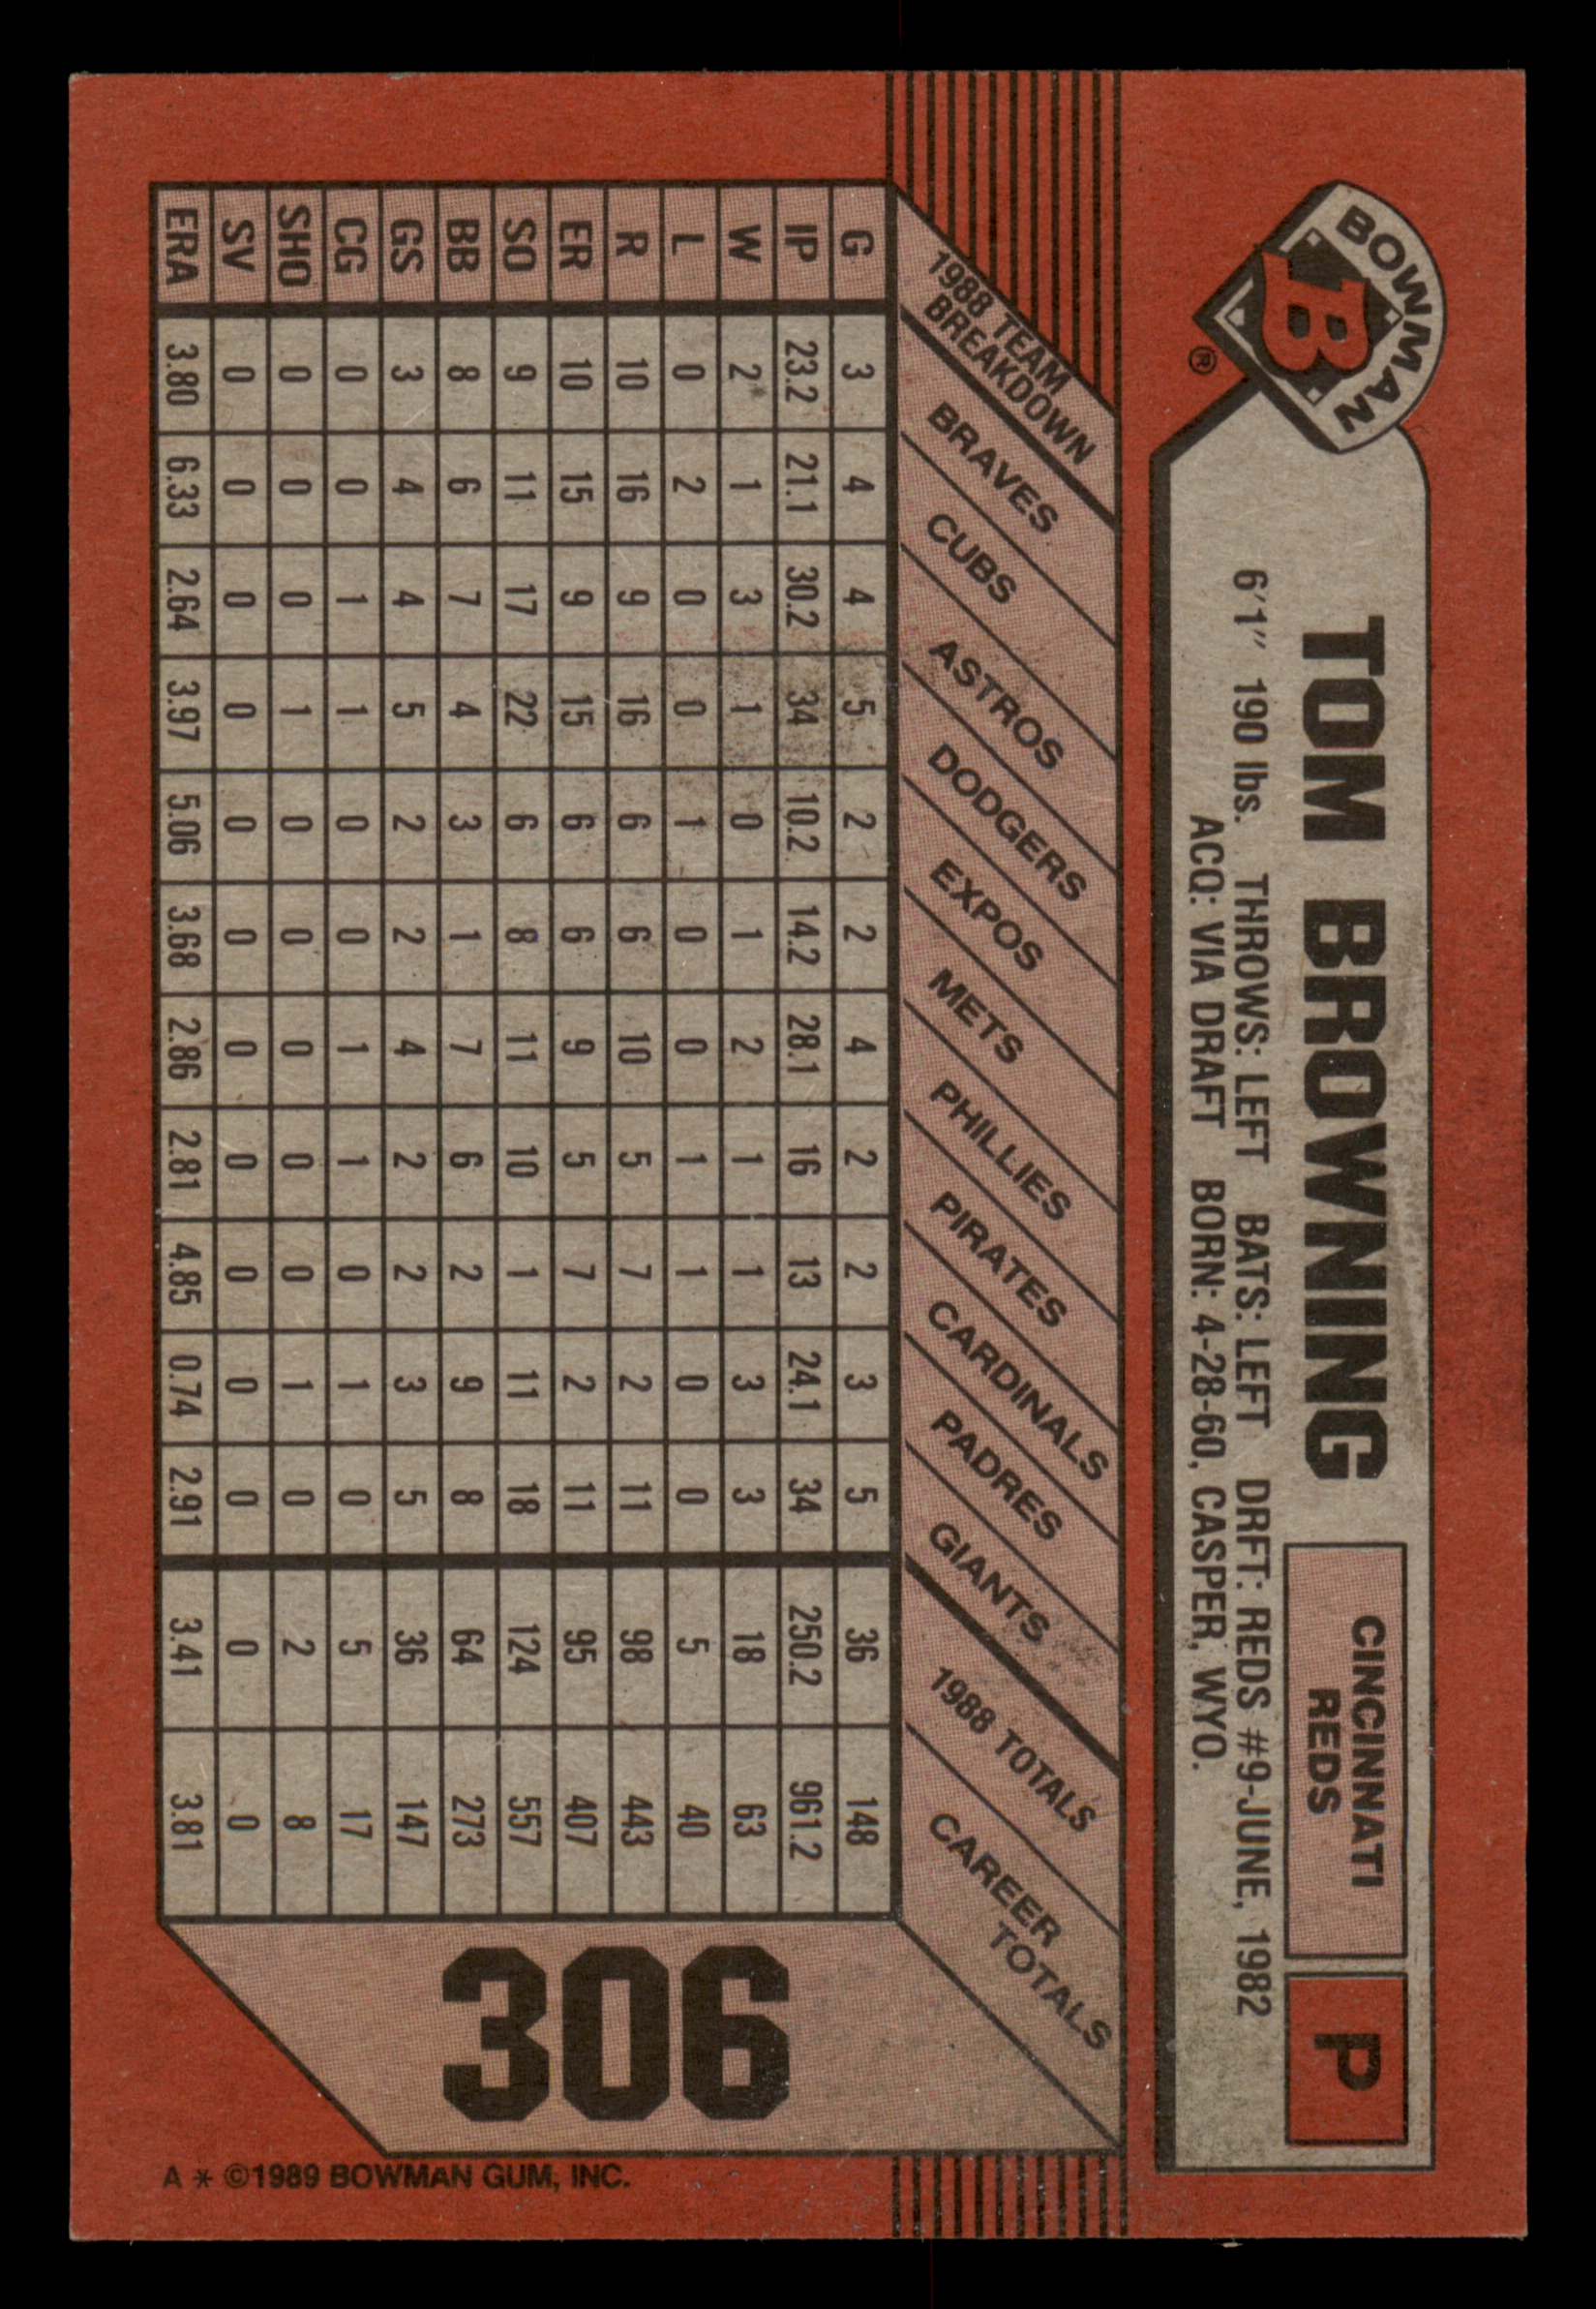 BOWMAN
B
®
TOM BROWNING
CINCINNATI
REDS
P
6'1" 190 lbs. THROWS: LEFT BATS: LEFT DRFT: REDS #9-JUNE, 1982
ACQ: VIA DRAFT BORN: 4-28-60, CASPER, WYO.
1988 TEAM BREAKDOWN G IP W L R ER SO BB GS CG SHO SV ERA
BRAVES 3 23.2 2 0 10 10 9 8 3 0 0 0 3.80
CUBS 4 21.1 1 2 16 15 11 6 4 0 0 0 6.33
ASTROS 4 30.2 3 0 9 9 17 7 4 1 0 0 2.64
DODGERS 5 34 1 0 16 15 22 4 5 1 1 0 3.97
EXPOS 2 10.2 0 1 6 6 6 3 2 0 0 0 5.06
METS 2 14.2 1 0 6 6 8 1 2 0 0 0 3.68
PHILLIES 4 28.1 2 0 10 9 11 7 4 1 0 0 2.86
PIRATES 2 16 1 1 5 5 10 6 2 1 0 0 2.81
CARDINALS 2 13 1 1 7 7 1 2 2 0 0 0 4.85
PADRES 3 24.1 3 0 2 2 11 9 3 1 1 0 0.74
GIANTS 5 34 3 0 11 11 18 8 5 0 0 0 2.91
1988 TOTALS 36 250.2 18 5 98 95 124 64 36 5 2 0 3.41
CAREER TOTALS 148 961.2 63 40 443 407 557 273 147 17 8 0 3.81
306
A * ©1989 BOWMAN GUM, INC.